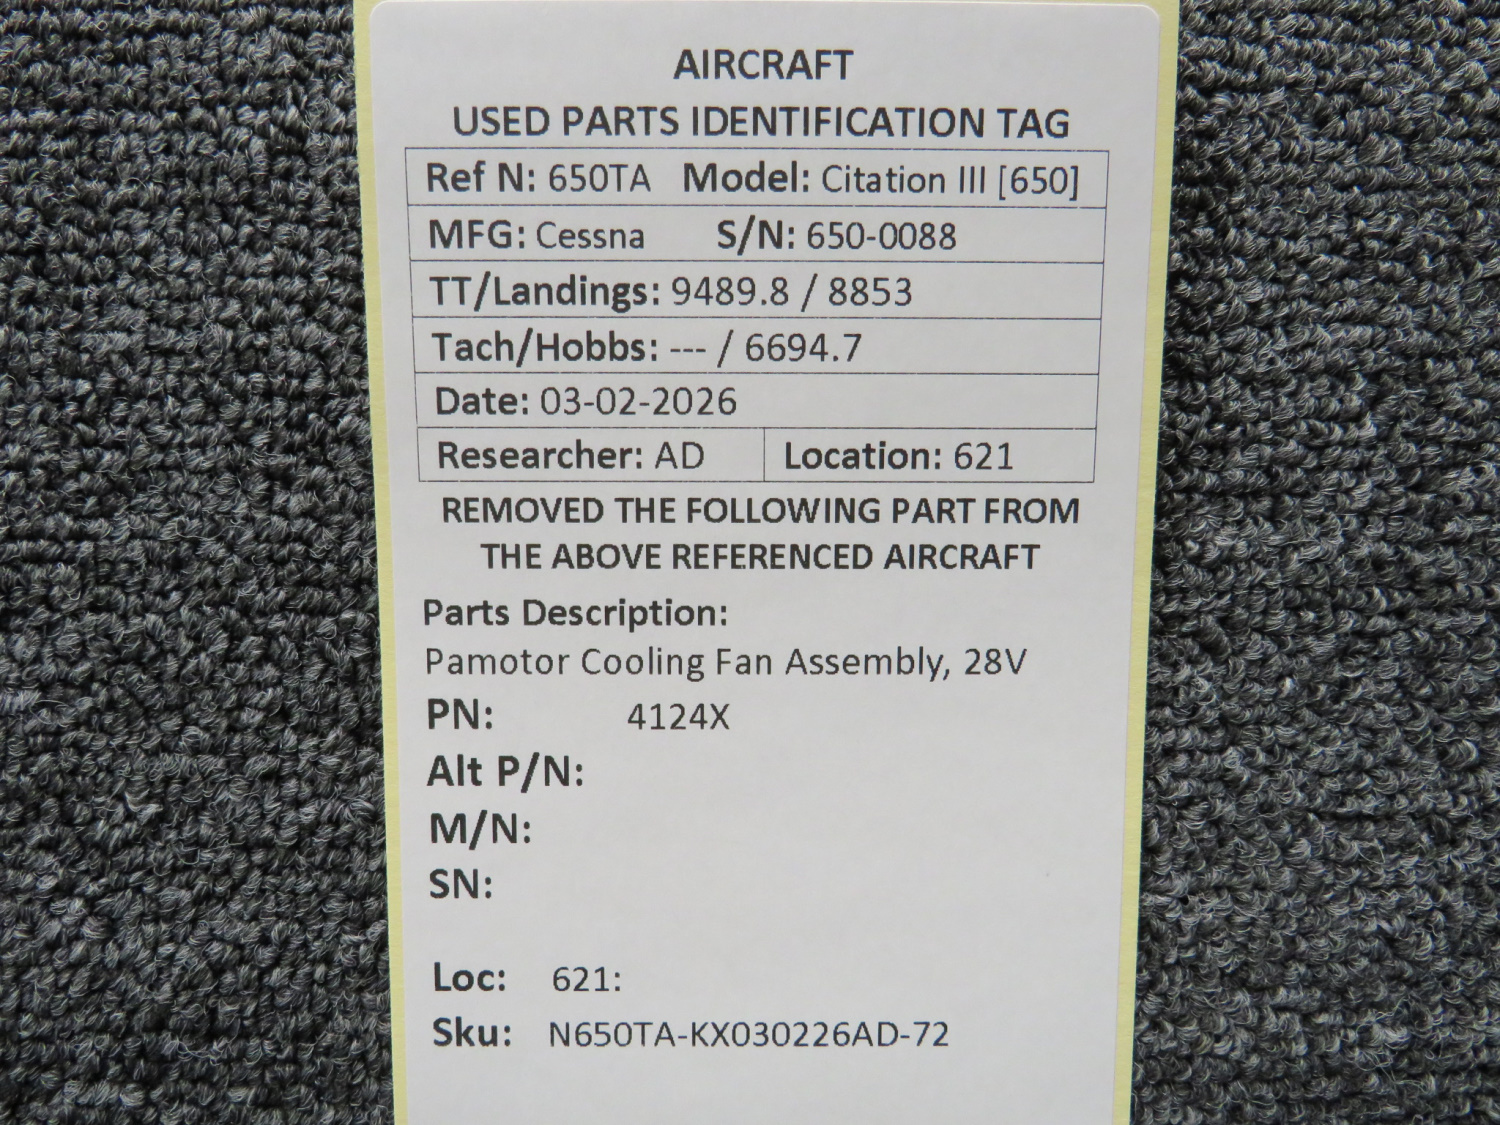 AIRCRAFT
USED PARTS IDENTIFICATION TAG
Ref N: 650TA Model: Citation III [650]
MFG: Cessna S/N: 650-0088
TT/Landings: 9489.8 / 8853
Tach/Hobbs: --- / 6694.7
Date: 03-02-2026
Researcher: AD Location: 621
REMOVED THE FOLLOWING PART FROM
THE ABOVE REFERENCED AIRCRAFT
Parts Description:
Pamotor Cooling Fan Assembly, 28V
PN: 4124X
Alt P/N:
M/N:
SN:
Loc: 621:
Sku: N650TA-KX030226AD-72